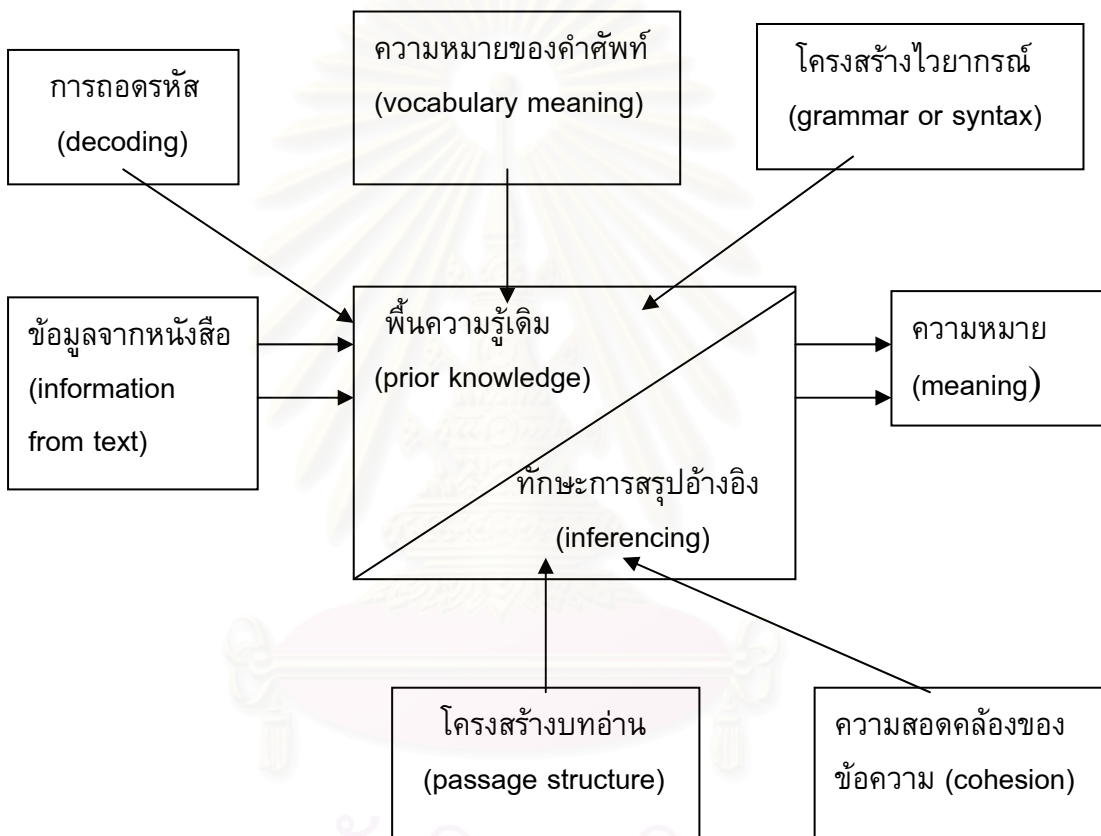 การถอดรหัส
(decoding)
ความหมายของคำศัพท์
(vocabulary meaning)
โครงสร้างไวยากรณ์
(grammar or syntax)
ข้อมูลจากหนังสือ
(information
from text)
พื้นความรู้เดิม
(prior knowledge)
ทักษะการสรุปอ้างอิง
(inferencing)
ความหมาย
(meaning)
โครงสร้างบทอ่าน
(passage structure)
ความสอดคล้องของ
ข้อความ (cohesion)